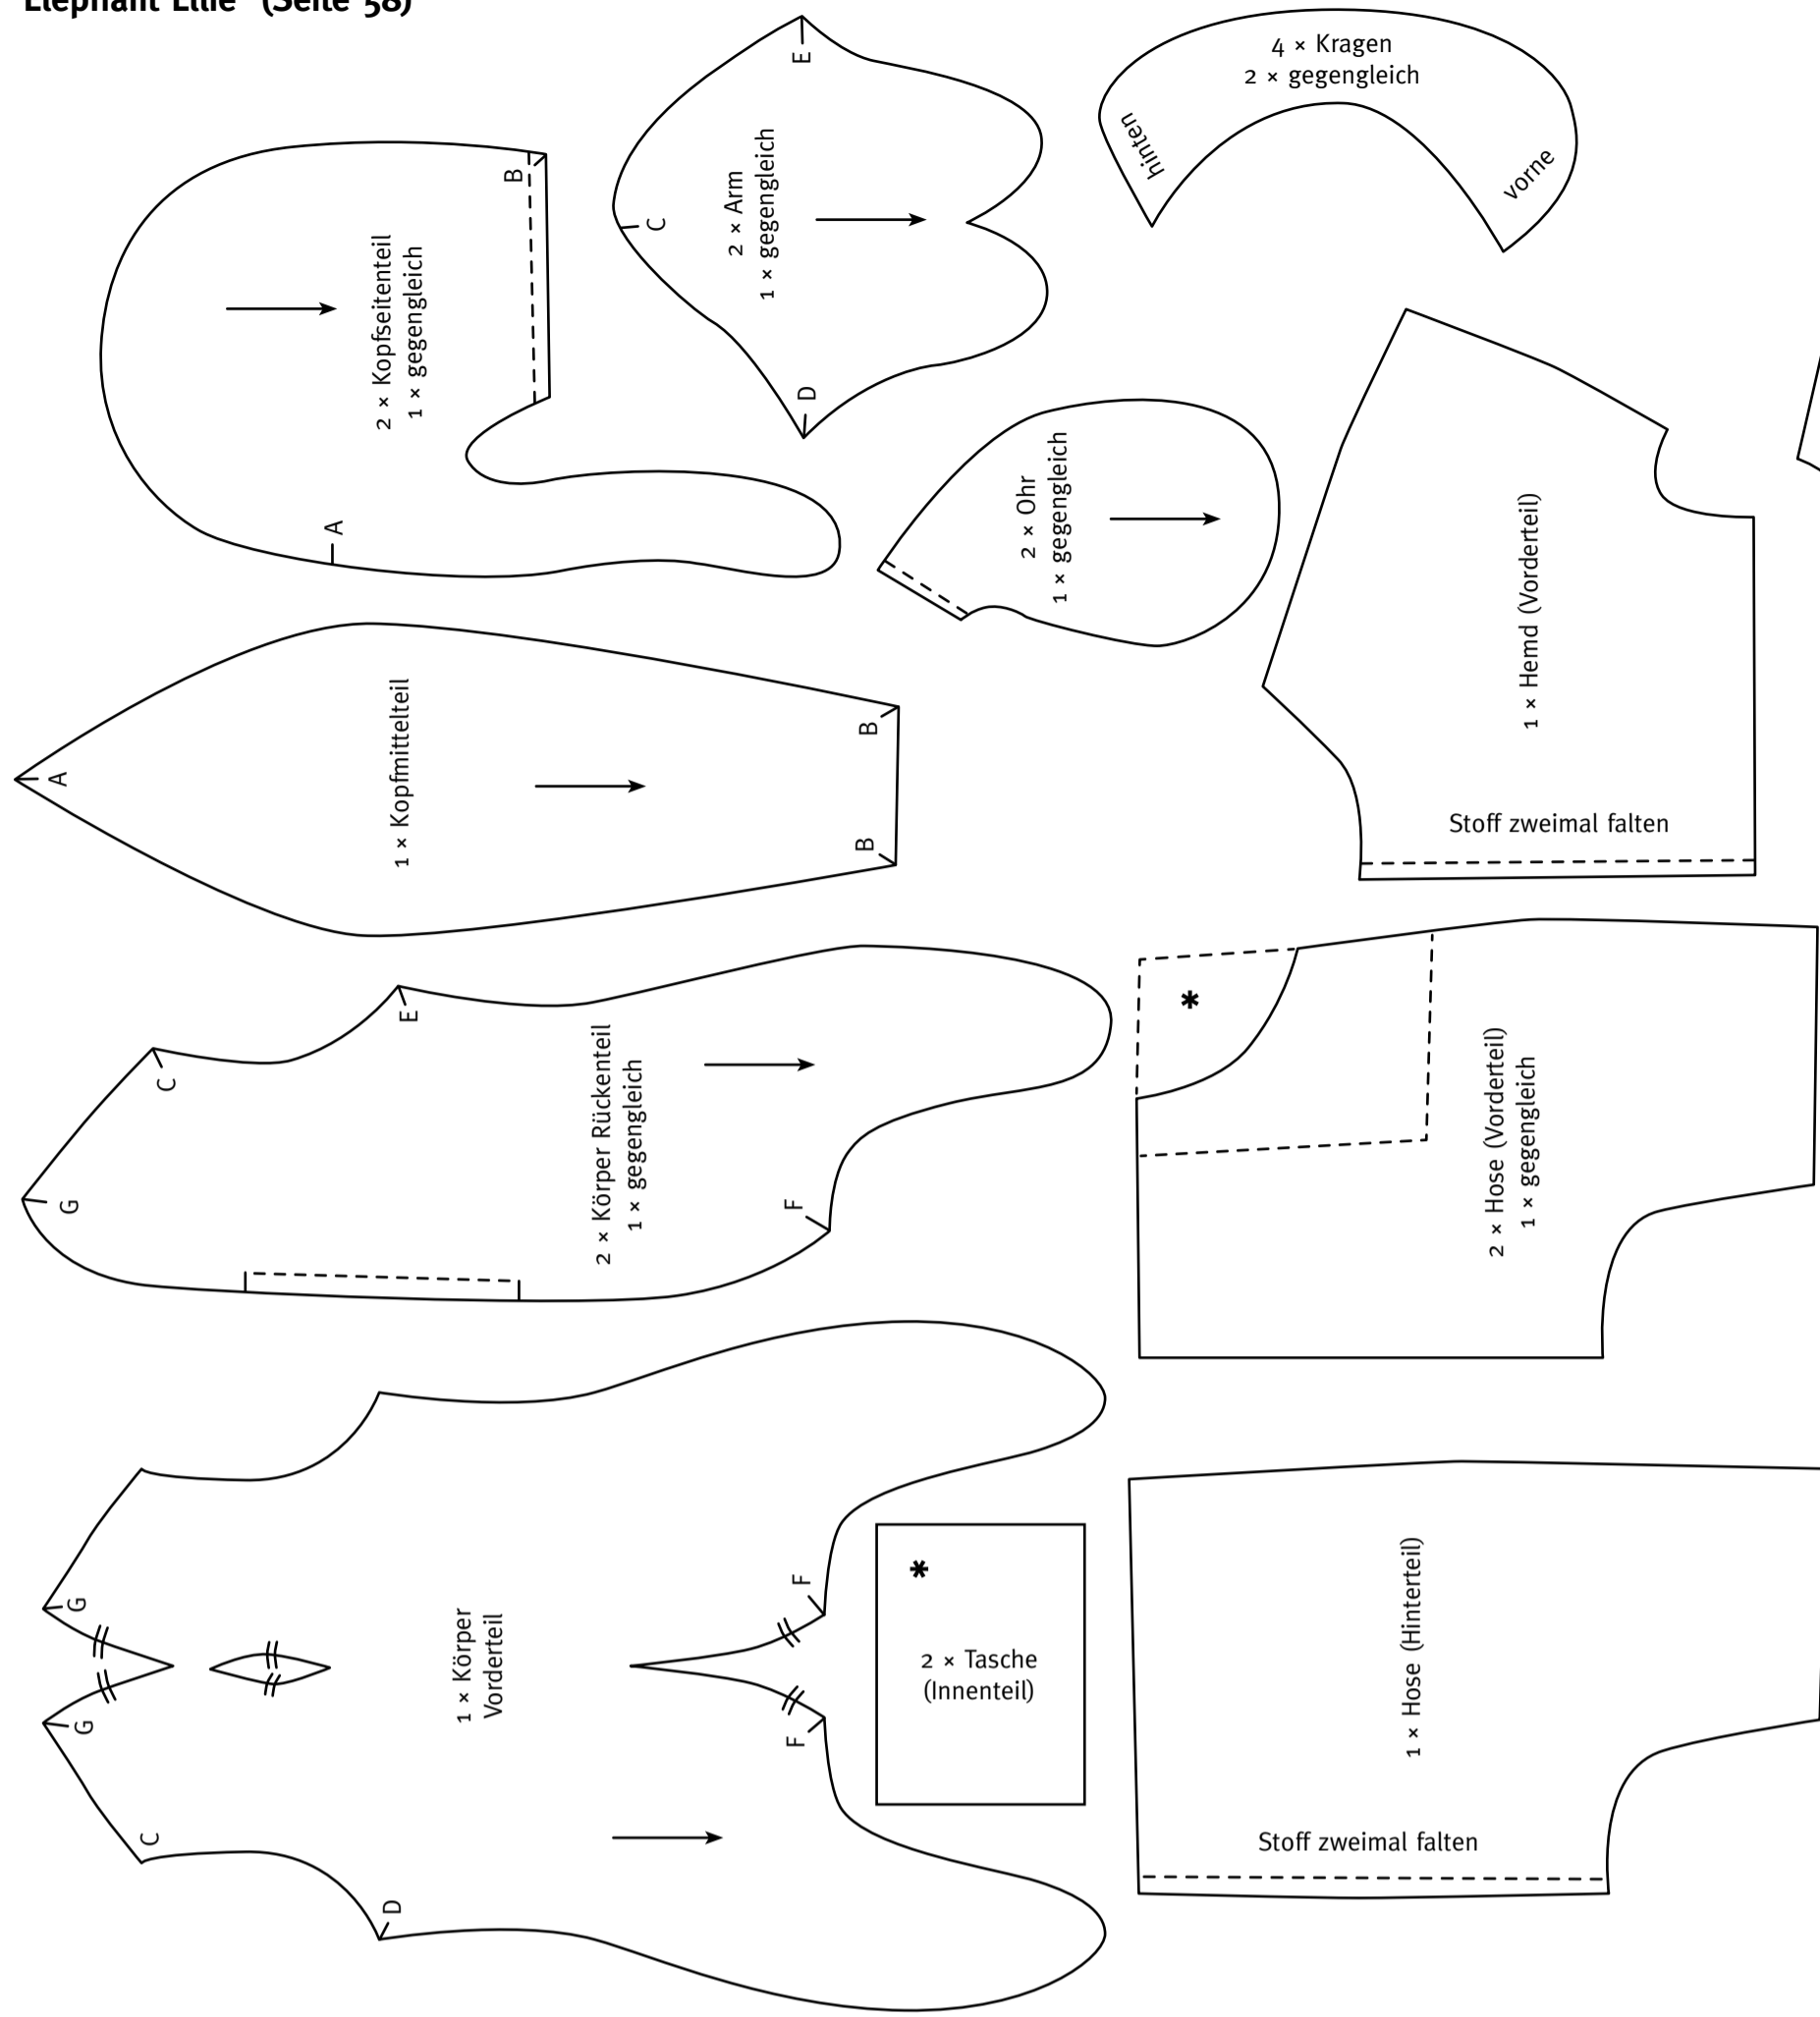 Elephant Ellie (Seite 58)
E
4 × Kragen
2 × gegengleich
hinten
vorne
B
2 × Arm
1 × gegengleich
C
2 × Kopfseitenteil
1 × gegengleich
D
A
2 × Ohr
1 × gegengleich
1 × Hemd (Vorderteil)
Stoff zweimal falten
A
1 × Kopfmittelteil
B
B
E
C
G
2 × Körper Rückenteil
1 × gegengleich
F
*
2 × Hose (Vorderteil)
1 × gegengleich
G
G
C
D
1 × Körper
Vorderteil
F
F
*
2 × Tasche
(Innenteil)
1 × Hose (Hinterteil)
Stoff zweimal falten